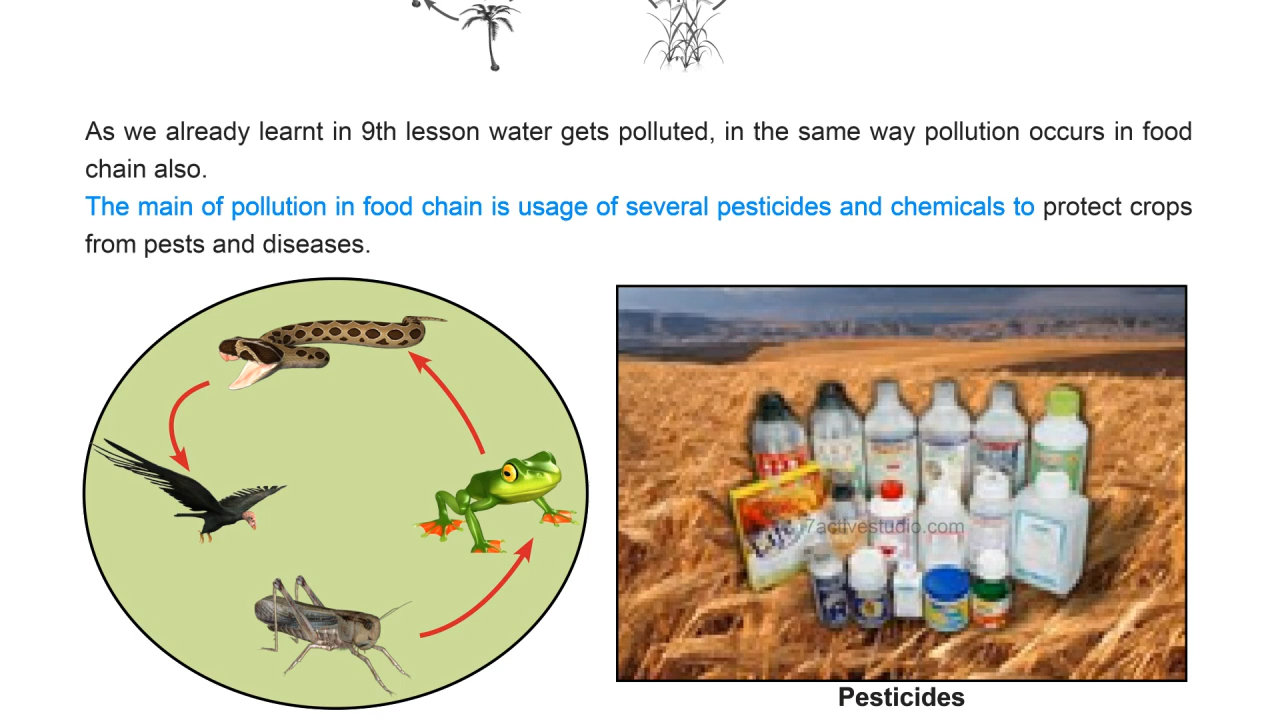 As we already learnt in 9th lesson water gets polluted, in the same way pollution occurs in food
chain also.
The main of pollution in food chain is usage of several pesticides and chemicals to protect crops
from pests and diseases.
7activestudio.com
Pesticides